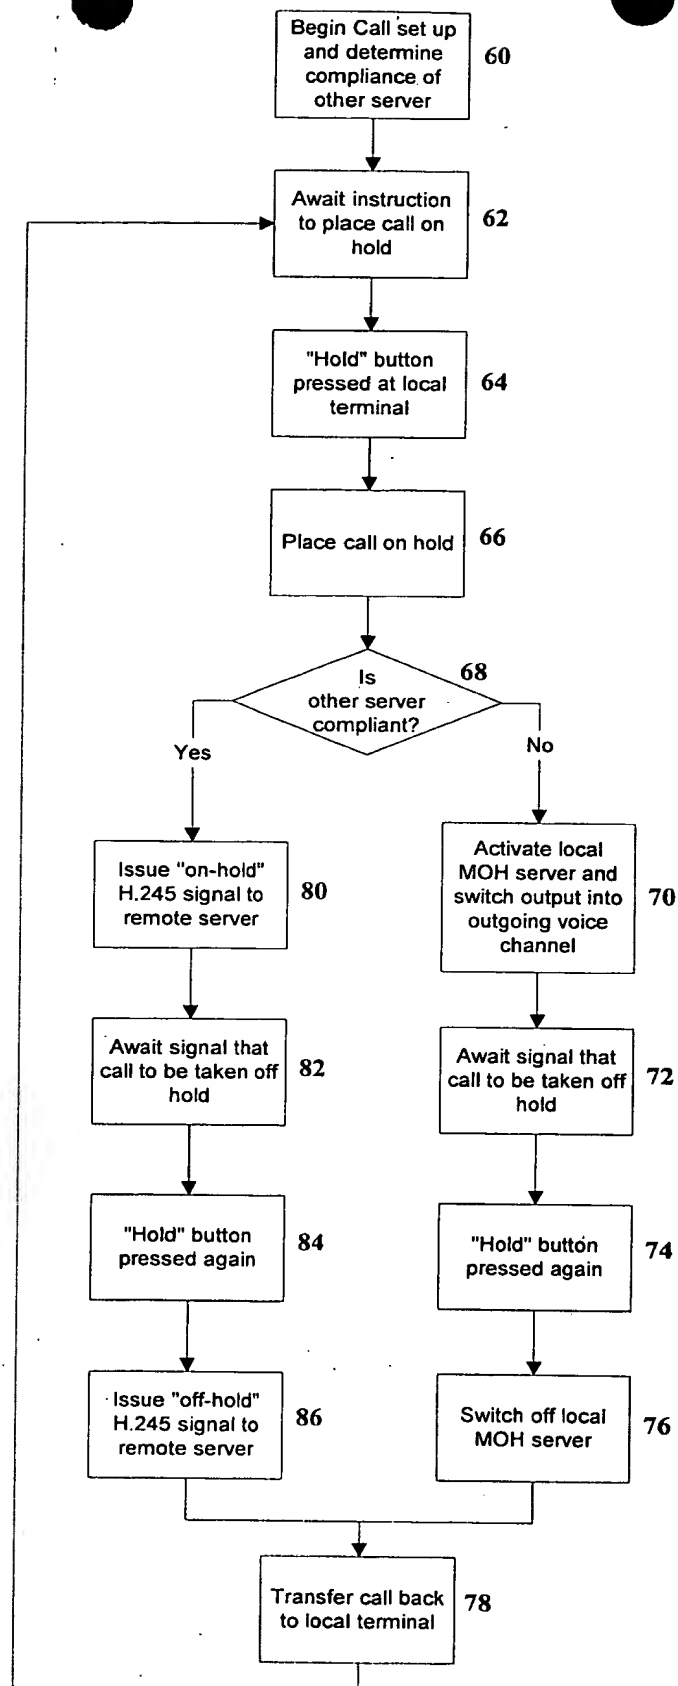 Begin Call set up
and determine
compliance of
other server
60
Await instruction
to place call on
hold
62
"Hold" button
pressed at local
terminal
64
Place call on hold
66
68
Is
other server
compliant?
Yes
No
Issue "on-hold"
H.245 signal to
remote server
80
Activate local
MOH server and
switch output into
outgoing voice
channel
70
Await signal that
call to be taken off
hold
82
Await signal that
call to be taken off
hold
72
"Hold" button
pressed again
84
"Hold" button
pressed again
74
Issue "off-hold"
H.245 signal to
remote server
86
Switch off local
MOH server
76
Transfer call back
to local terminal
78